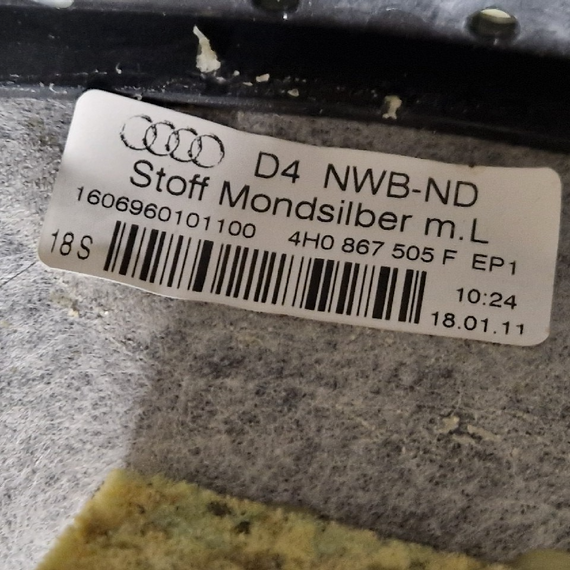 D4 NWB-ND
Stoff Mondsilber m.L
1606960101100 4H0 867 505 F EP1
18S
10:24
18.01.11